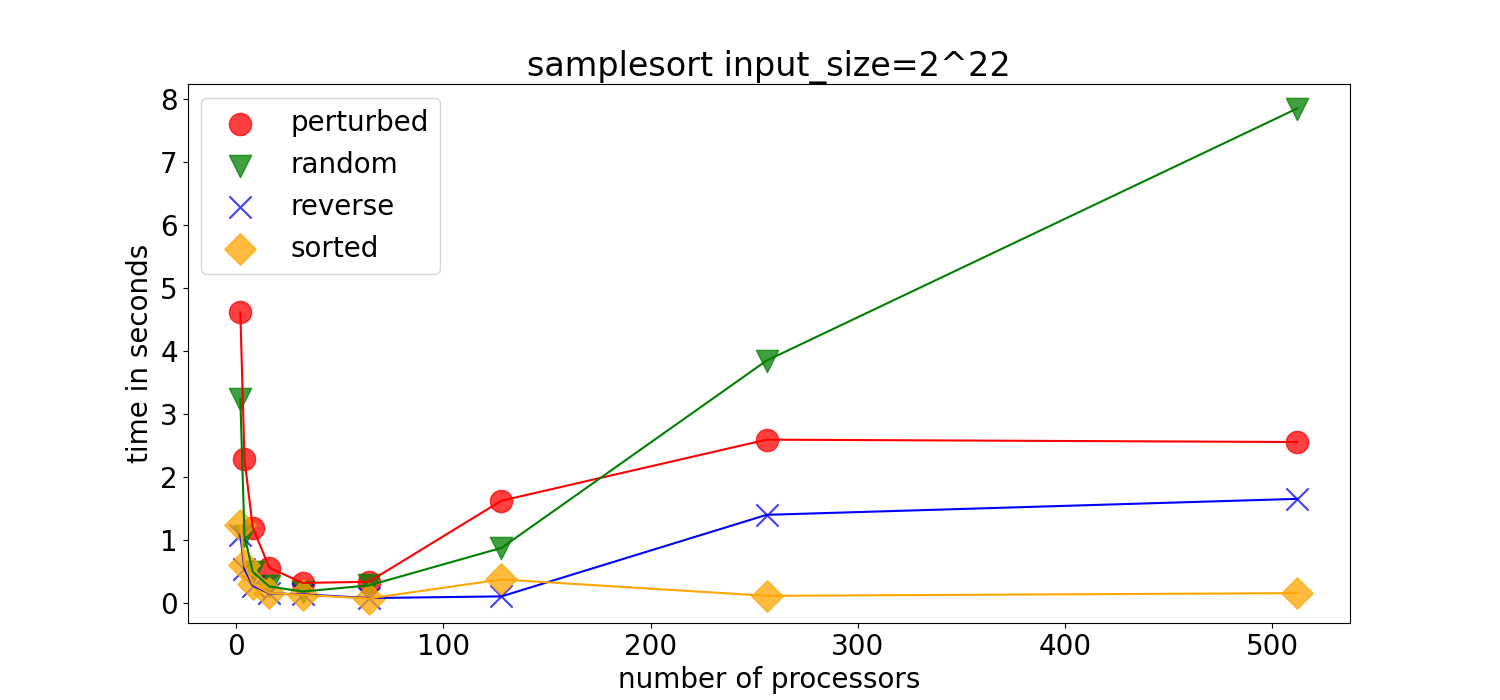 samplesort input_size=2^22
perturbed
random
reverse
sorted
time in seconds
8
7
6
5
4
3
2
1
0
0 100 200 300 400 500
number of processors